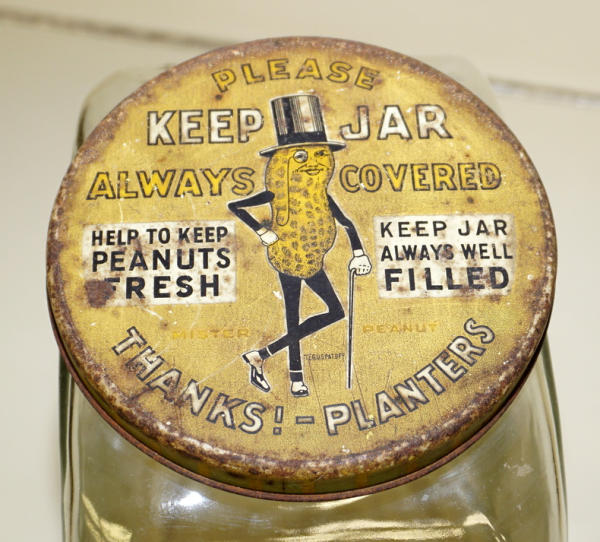 PLEASE
KEEP JAR
ALWAYS COVERED
HELP TO KEEP
PEANUTS
FRESH
KEEP JAR
ALWAYS WELL
FILLED
MISTER PEANUT
THANKS! - PLANTERS